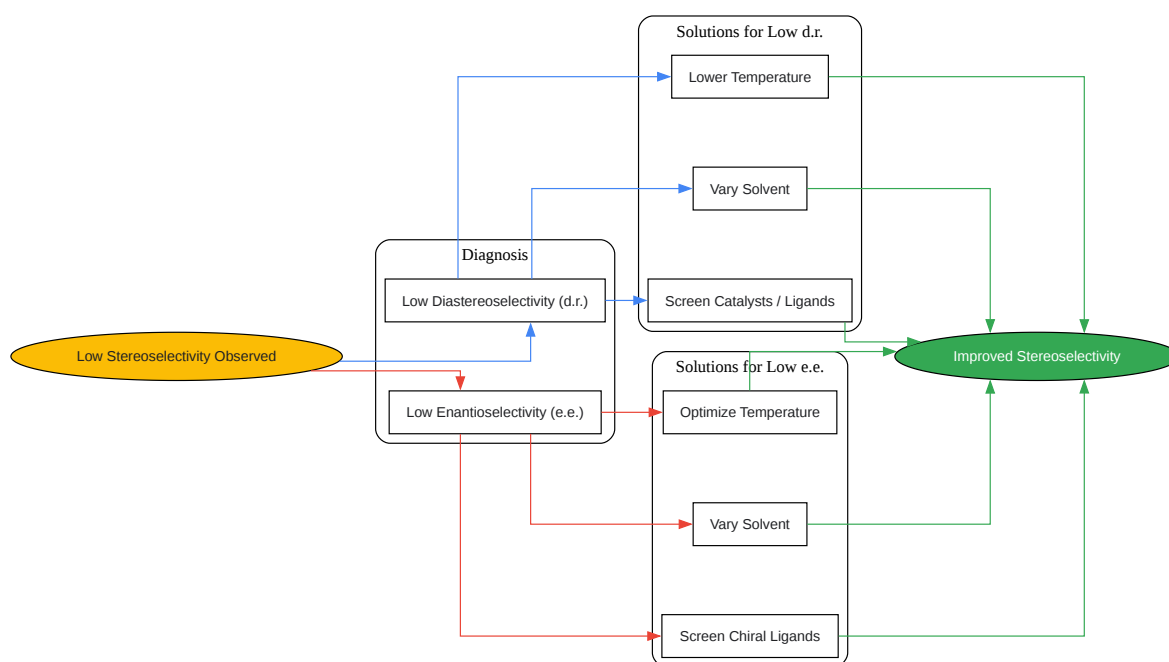 Solutions for Low d.r.
Lower Temperature
Vary Solvent
Diagnosis
Low Diastereoselectivity (d.r.)
Screen Catalysts / Ligands
Low Stereoselectivity Observed
Improved Stereoselectivity
Solutions for Low e.e.
Low Enantioselectivity (e.e.)
Optimize Temperature
Vary Solvent
Screen Chiral Ligands